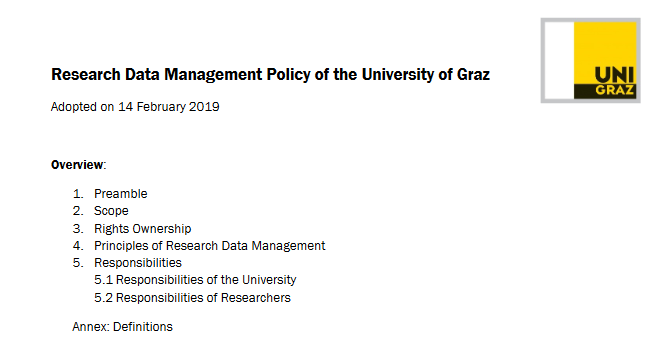 UNI
GRAZ
Research Data Management Policy of the University of Graz
Adopted on 14 February 2019
Overview:
1. Preamble
2. Scope
3. Rights Ownership
4. Principles of Research Data Management
5. Responsibilities
5.1 Responsibilities of the University
5.2 Responsibilities of Researchers
Annex: Definitions